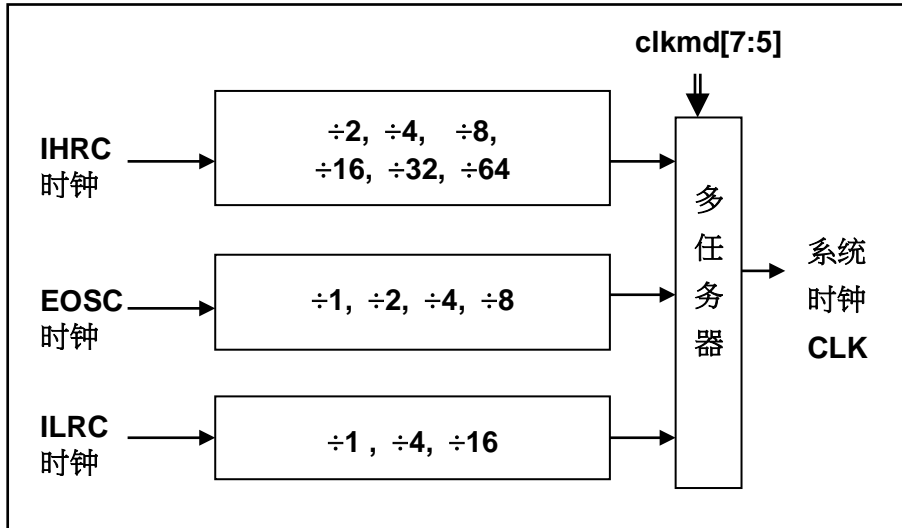 clkmd[7:5]
IHRC
时钟
÷2, ÷4, ÷8,
÷16, ÷32, ÷64
EOSC
时钟
÷1, ÷2, ÷4, ÷8
ILRC
时钟
÷1 , ÷4, ÷16
多
任
务
器
系统
时钟
CLK